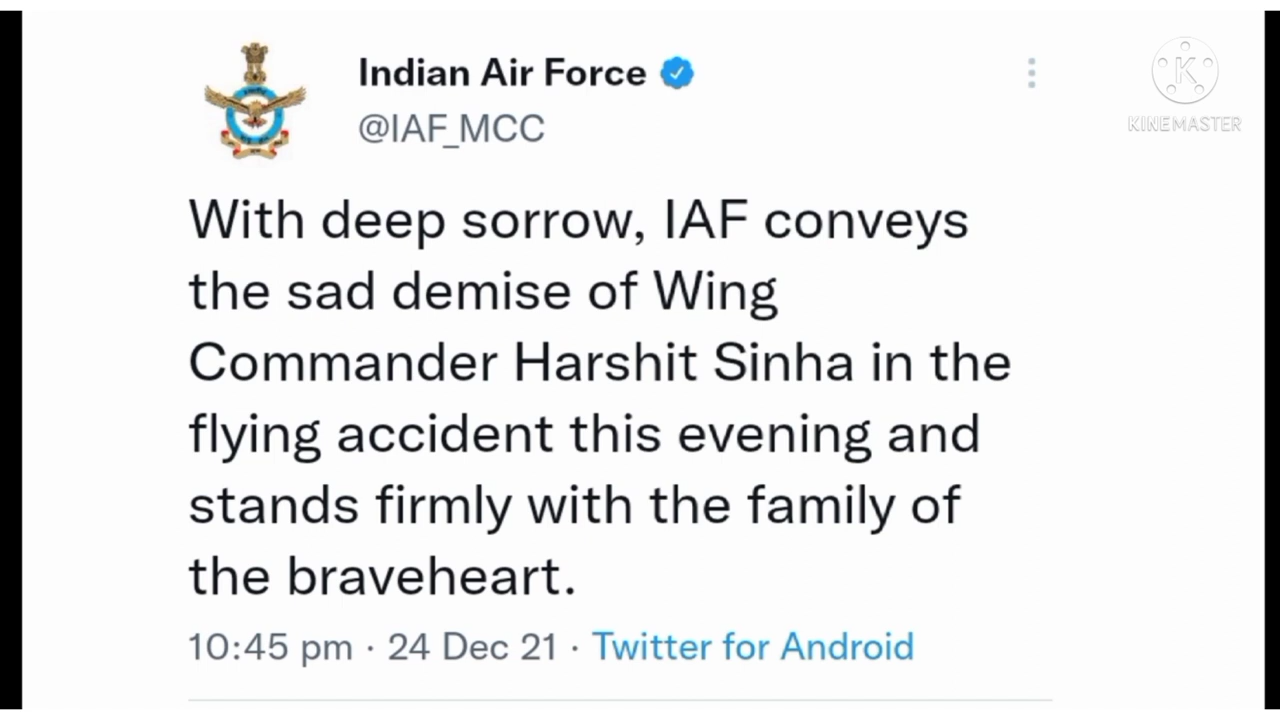 Indian Air Force
@IAF_MCC
KINEMASTER
With deep sorrow, IAF conveys
the sad demise of Wing
Commander Harshit Sinha in the
flying accident this evening and
stands firmly with the family of
the braveheart.
10:45 pm · 24 Dec 21 · Twitter for Android